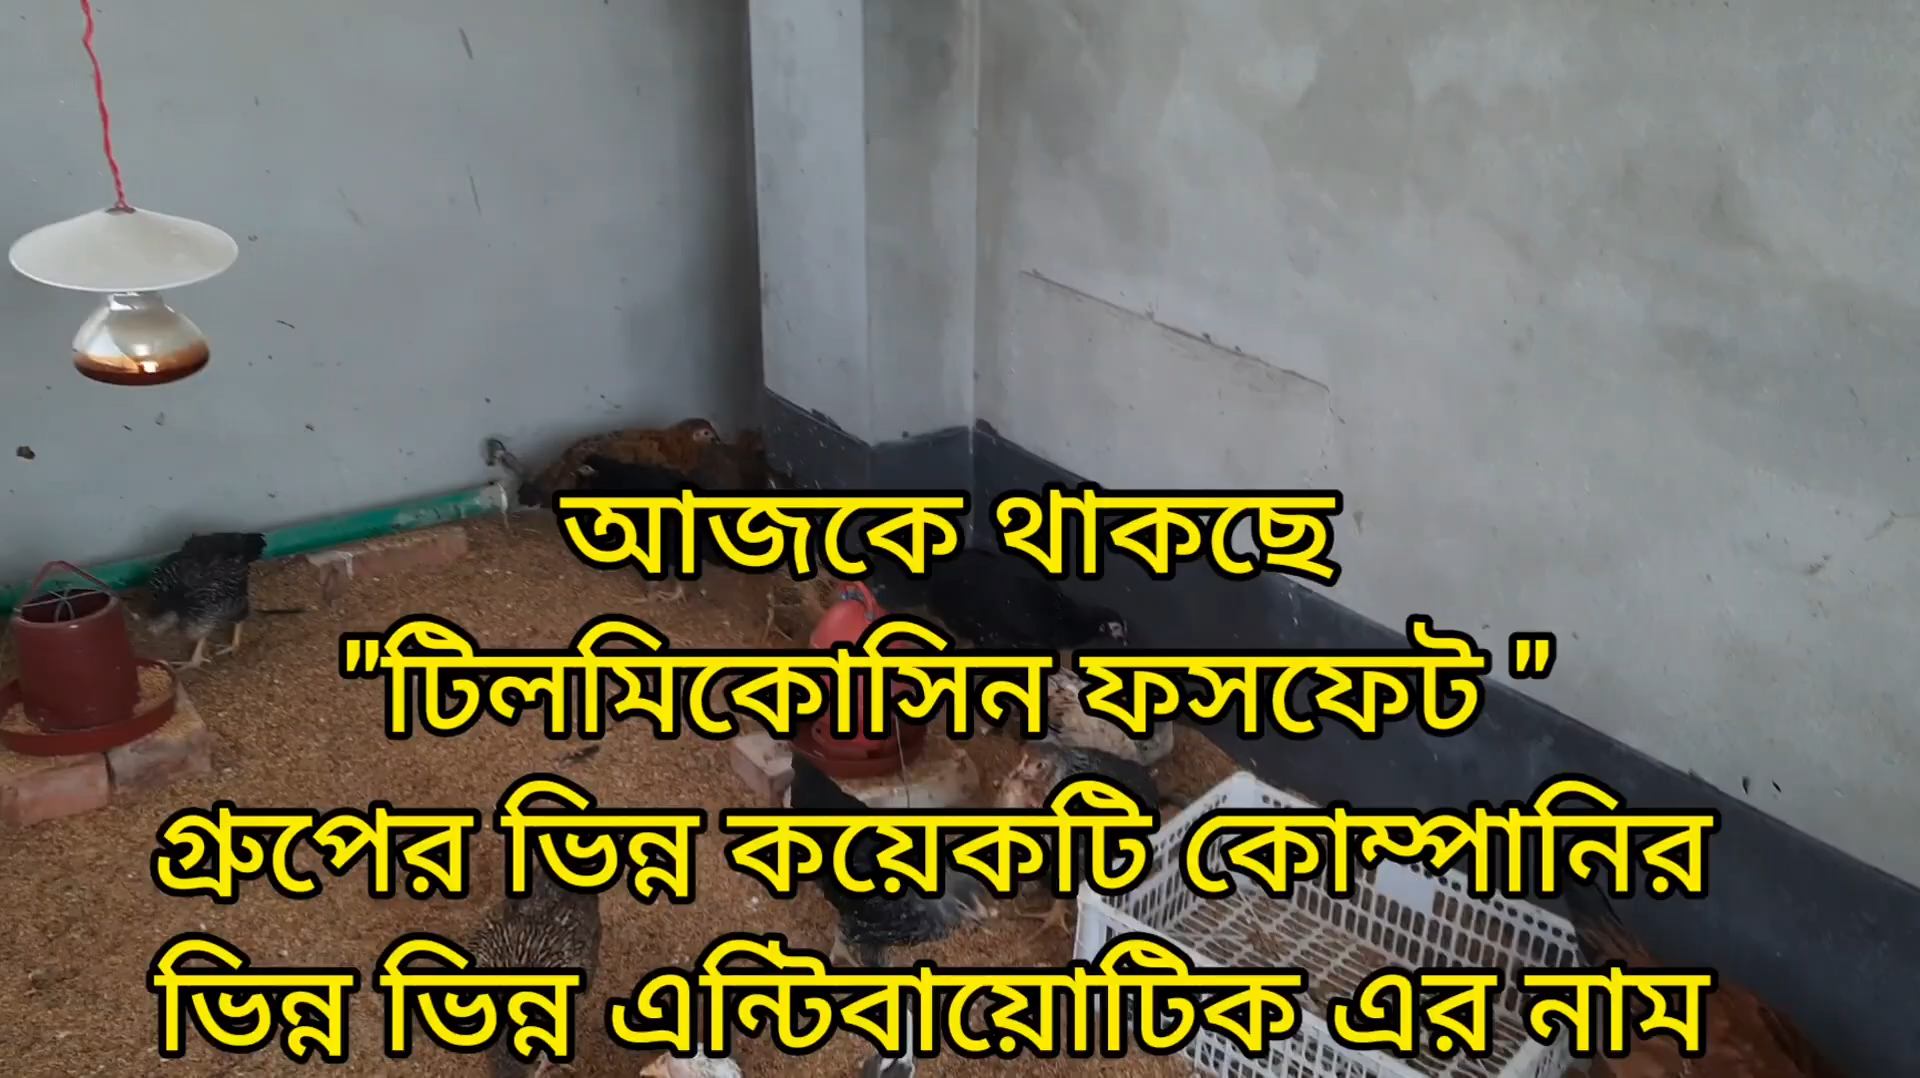 আজকে থাকছে
"টিলমিকোসিন ফসফেট "
গ্রুপের ভিন্ন কয়েকটি কোম্পানির
ভিন্ন ভিন্ন এন্টিবায়োটিক এর নাম